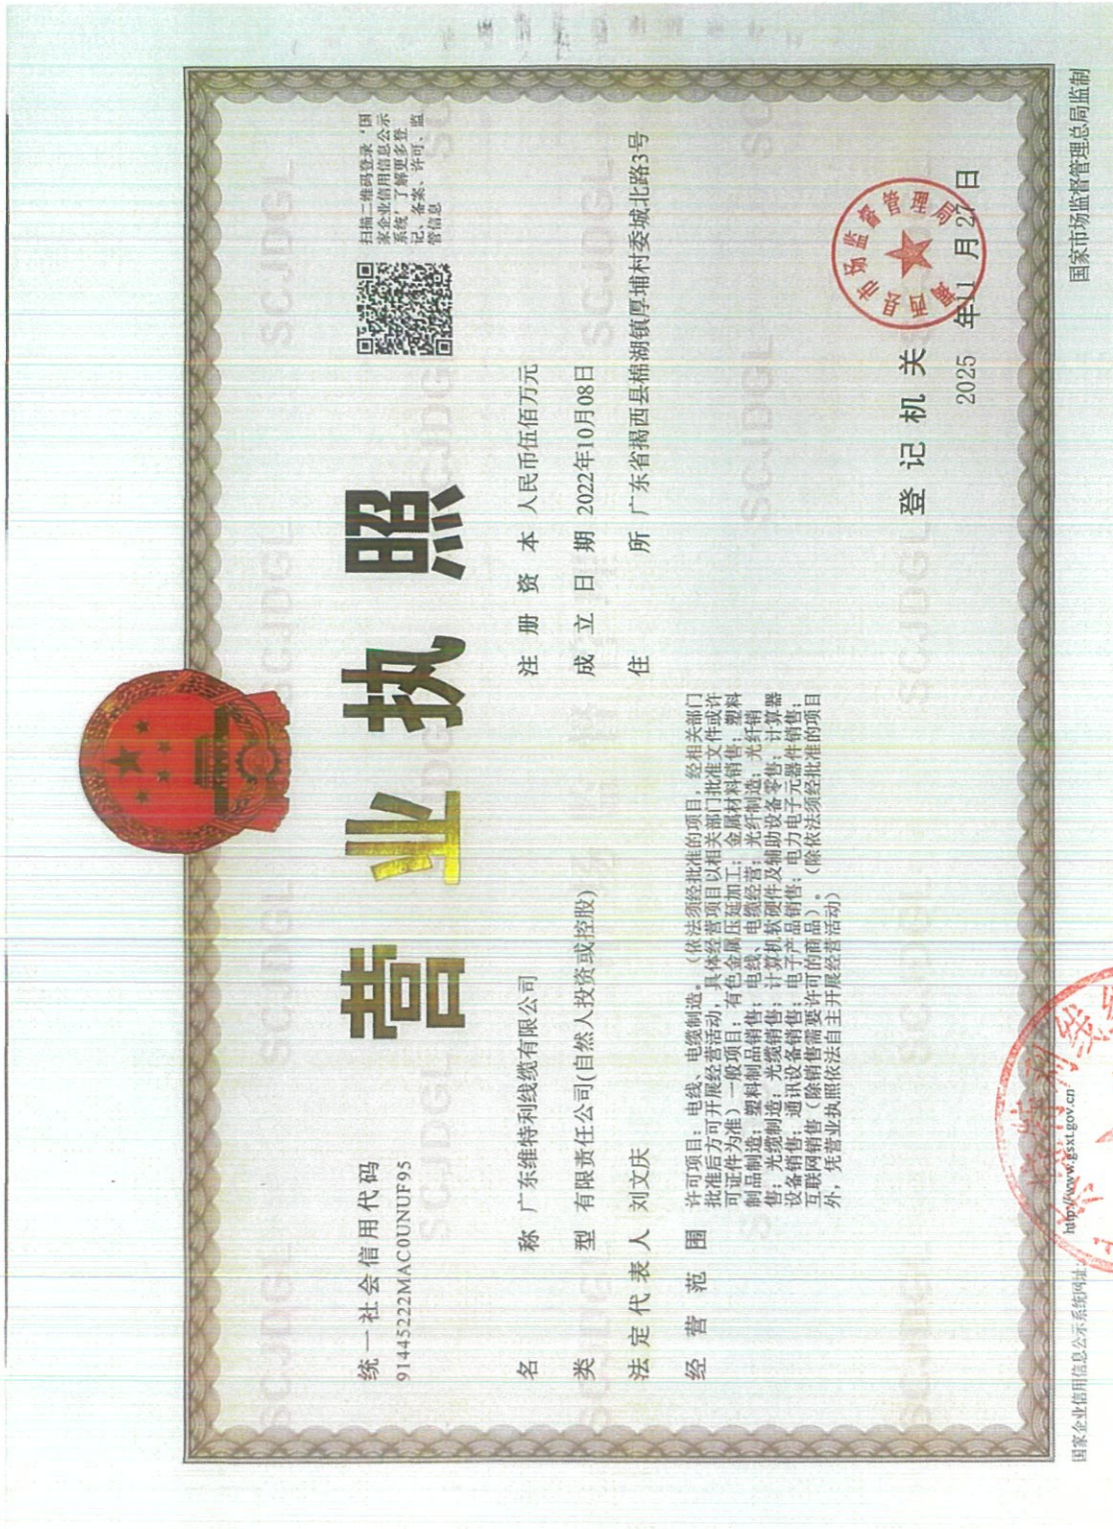 营业执照
统一社会信用代码
91445222MAC0UNUF95
扫描二维码登录‘国
家企业信用信息公示
系统’了解更多登
记、备案、许可、监
管信息
名称 广东维特利线缆有限公司
类型 有限责任公司(自然人投资或控股)
法定代表人 刘文庆
经营范围 许可项目：电线、电缆制造。（依法须经批准的项目，经相关部门
批准后方可开展经营活动，具体经营项目以相关部门批准文件或许
可证件为准）一般项目：有色金属压延加工；金属材料销售；塑料
制品制造；塑料制品销售；电线、电缆经营；光纤制造；光纤销
售；光缆制造；光缆销售；计算机软硬件及辅助设备零售；计算器
设备销售；通讯设备销售；电子产品销售；电力电子元器件销售；
互联网销售（除销售需要许可的商品）。（除依法须经批准的项目
外，凭营业执照依法自主开展经营活动）
注册资本 人民币伍佰万元
成立日期 2022年10月08日
住所 广东省揭西县棉湖镇厚埔村委城北路3号
登记机关
揭西县市场监督管理局
2025 年11 月27 日
国家企业信用信息公示系统网址：http://www.gsxt.gov.cn
国家市场监督管理总局监制
SCJDGL